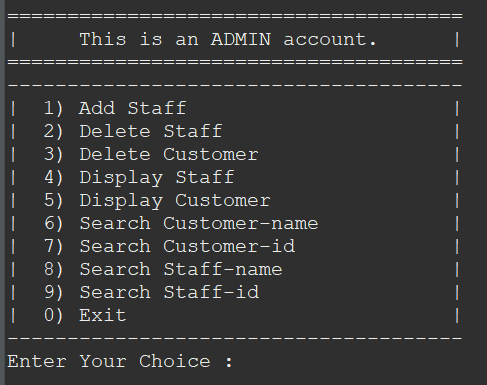 ======================================
|     This is an ADMIN account.      |
======================================
--------------------------------------
|  1) Add Staff                      |
|  2) Delete Staff                   |
|  3) Delete Customer                |
|  4) Display Staff                  |
|  5) Display Customer               |
|  6) Search Customer-name           |
|  7) Search Customer-id             |
|  8) Search Staff-name              |
|  9) Search Staff-id                |
|  0) Exit                           |
--------------------------------------
Enter Your Choice :